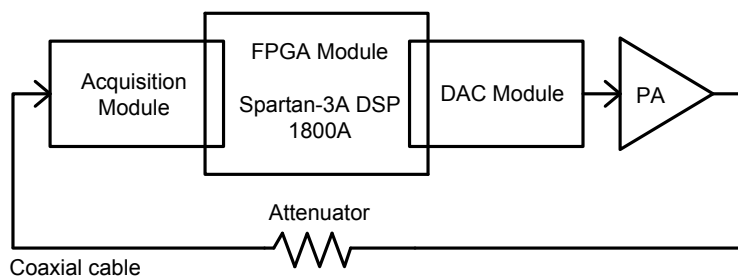 Acquisition
Module
FPGA Module
Spartan-3A DSP
1800A
DAC Module
PA
Attenuator
Coaxial cable